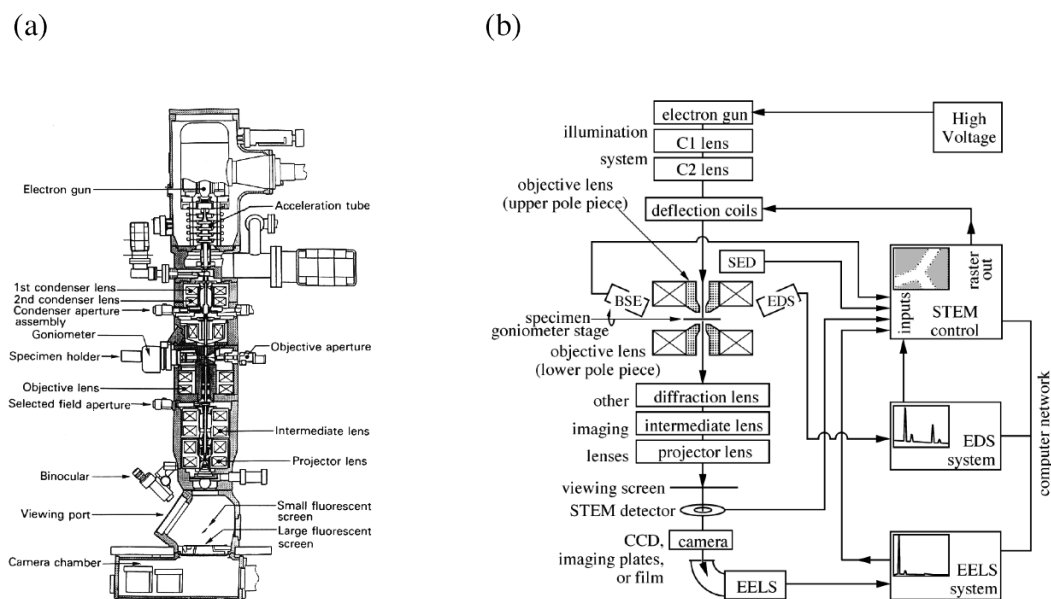 (a)
Electron gun
Acceleration tube
1st condenser lens
2nd condenser lens
Condenser aperture
assembly
Goniometer
Specimen holder
Objective aperture
Objective lens
Selected field aperture
Intermediate lens
Projector lens
Binocular
Viewing port
Small fluorescent
screen
Large fluorescent
screen
Camera chamber
(b)
electron gun
High
Voltage
illumination
system
C1 lens
C2 lens
objective lens
(upper pole piece)
deflection coils
SED
BSE
EDS
raster
out
inputs
STEM
control
specimen
goniometer stage
objective lens
(lower pole piece)
other
imaging
lenses
diffraction lens
intermediate lens
projector lens
EDS
system
computer network
viewing screen
STEM detector
CCD,
imaging plates,
or film
camera
EELS
EELS
system